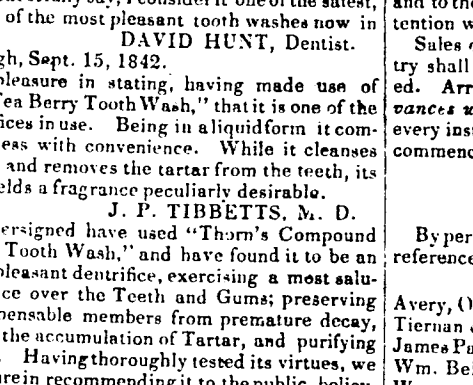 of the most pleasant tooth washes now in
DAVID HUNT, Dentist.
gh, Sept. 15, 1842.
pleasure in stating, having made use of
Tea Berry Tooth Wash," that it is one of the
fices in use. Being in a liquid form it com-
ness with convenience. While it cleanses
and removes the tartar from the teeth, its
elds a fragrance peculiarly desirable.
J. P. TIBBETTS, M. D.
ersigned have used "Thorn's Compound
Tooth Wash," and have found it to be an
pleasant dentrifice, exercising a most salu-
ce over the Teeth and Gums; preserving
pensable members from premature decay,
the accumulation of Tartar, and purifying
Having thoroughly tested its virtues, we
in recommending it to the public
and to the
tention w
Sales
try shall
ed. Arr
vances u
every ins
commenc
By per
reference
Avery, O
Tiernan
James Pa
Wm. Be